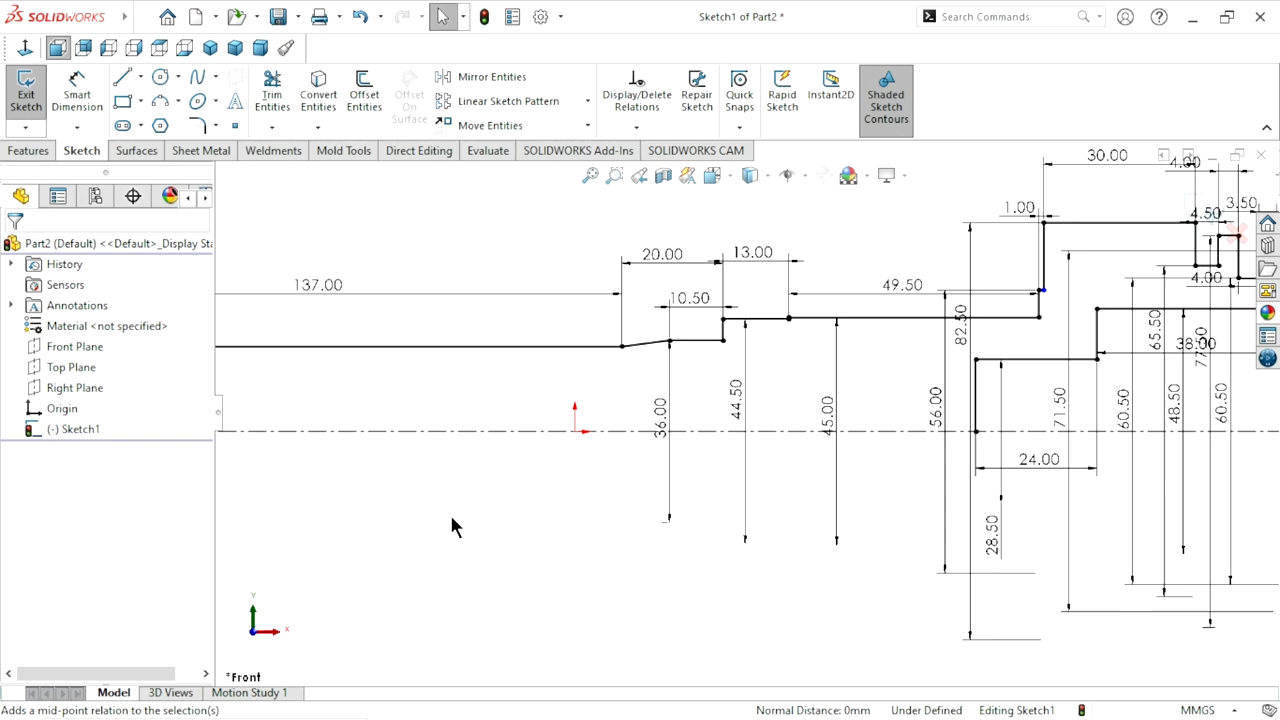 SOLIDWORKS
Sketch1 of Part2 *
Search Commands
Exit Sketch
Smart Dimension
Trim Entities
Convert Entities
Offset Entities
Offset On Surface
Mirror Entities
Linear Sketch Pattern
Move Entities
Display/Delete Relations
Repair Sketch
Quick Snaps
Rapid Sketch
Instant2D
Shaded Sketch Contours
Features Sketch Surfaces Sheet Metal Weldments Mold Tools Direct Editing Evaluate SOLIDWORKS Add-Ins SOLIDWORKS CAM
Part2 (Default) <<Default>_Display Sta
History
Sensors
Annotations
Material <not specified>
Front Plane
Top Plane
Right Plane
Origin
(-) Sketch1
30.00
4.00
1.00
4.50
3.50
20.00
13.00
137.00
10.50
49.50
4.00
82.50
65.50
38.00
36.00
44.50
45.00
56.00
71.50
60.50
48.50
60.50
24.00
28.50
Y
X
*Front
Model 3D Views Motion Study 1
Adds a mid-point relation to the selection(s)
Normal Distance: 0mm Under Defined Editing Sketch1 MMGS